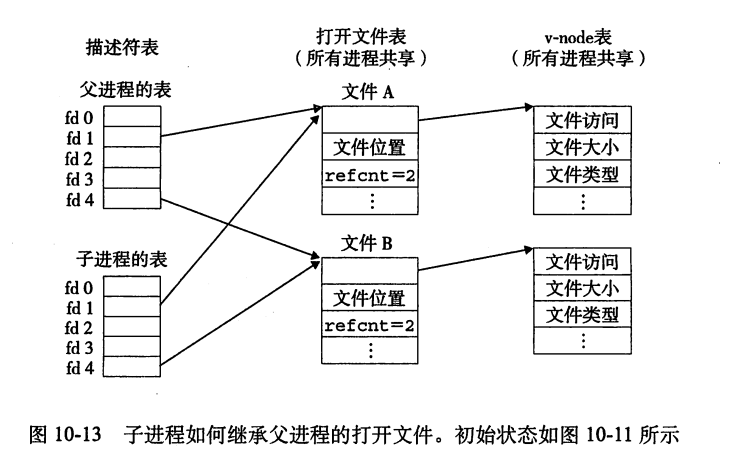 描述符表
打开文件表
（所有进程共享）
v-node表
（所有进程共享）
父进程的表
fd 0
fd 1
fd 2
fd 3
fd 4
文件 A
文件位置
refcnt=2
⋮
文件访问
文件大小
文件类型
⋮
子进程的表
fd 0
fd 1
fd 2
fd 3
fd 4
文件 B
文件位置
refcnt=2
⋮
文件访问
文件大小
文件类型
⋮
图 10-13 子进程如何继承父进程的打开文件。初始状态如图 10-11 所示